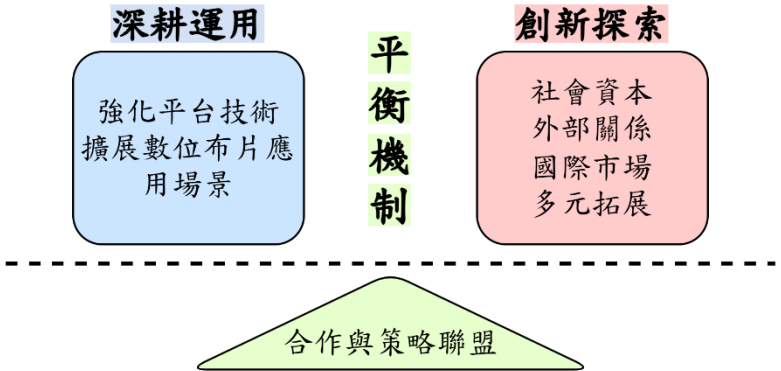 深耕運用
強化平台技術
擴展數位布片應
用場景
平
衡
機
制
創新探索
社會資本
外部關係
國際市場
多元拓展
合作與策略聯盟